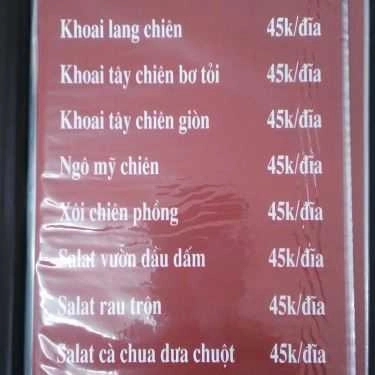 Khoai lang chiên 45k/đĩa
Khoai tây chiên bơ tỏi 45k/đĩa
Khoai tây chiên giòn 45k/đĩa
Ngô mỹ chiên 45k/đĩa
Xôi chiên phồng 45k/đĩa
Salat vườn dầu dấm 45k/đĩa
Salat rau trộn 45k/đĩa
Salat cà chua dưa chuột 45k/đĩa